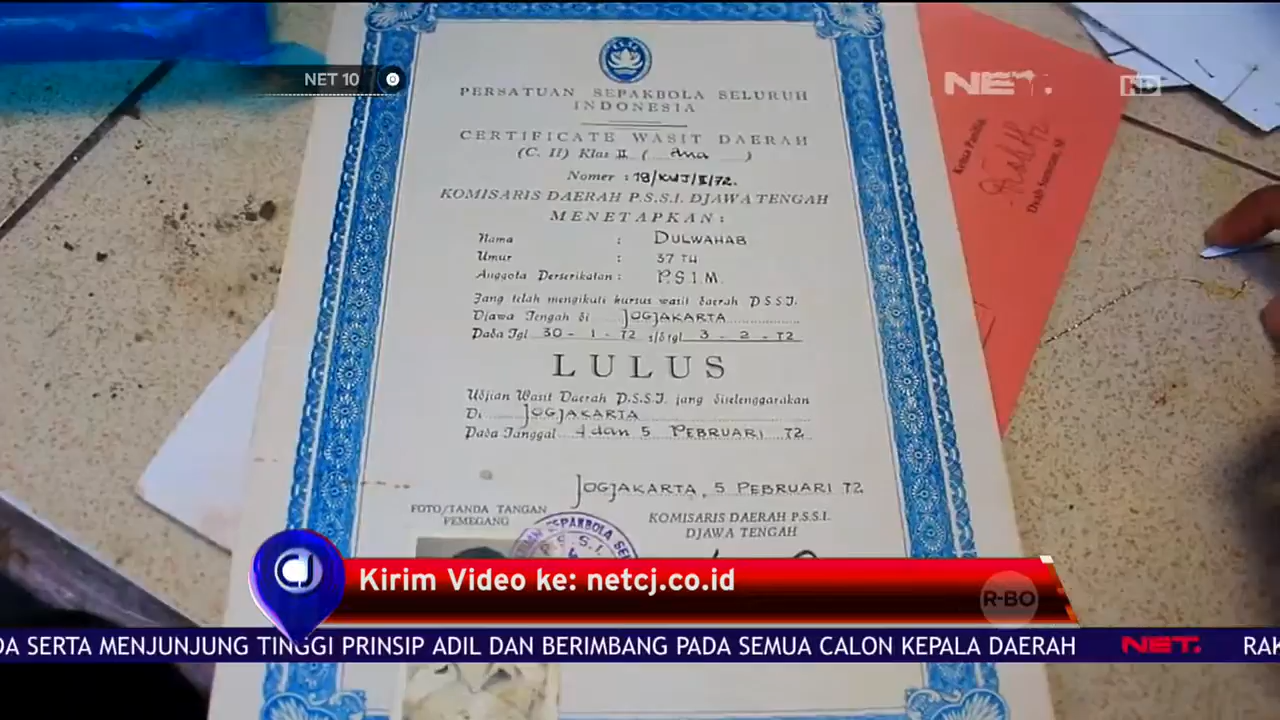 NET 10
NET.
HD
PERSATUAN SEPAKBOLA SELURUH
INDONESIA
CERTIFICATE WASIT DAERAH
(C. II) Klas II ( dua )
Nomer : 18/KWJ/II/72.
KOMISARIS DAERAH P.S.S.I. DJAWA TENGAH
MENETAPKAN :
Nama : DULWAHAB
Umur : 37 TH
Anggota Perserikatan : P.S.I.M.
Jang telah mengikuti kursus wasit daerah P.S.S.I.
Djawa Tengah di JOGJAKARTA
Pada Tgl 30 - 1 - 72 s/d tgl 3 - 2 - 72
LULUS
Udjian Wasit Daerah P.S.S.I. jang diselenggarakan
Di JOGJAKARTA
Pada Tanggal 4 dan 5 PEBRUARI 72
JOGJAKARTA, 5 PEBRUARI 72
FOTO/TANDA TANGAN
PEMEGANG
KOMISARIS DAERAH P.S.S.I.
DJAWA TENGAH
SEPAKBOLA
P.S.S.I.
Ketua Panitia
CJ
Kirim Video ke: netcj.co.id
R-BO
DA SERTA MENJUNJUNG TINGGI PRINSIP ADIL DAN BERIMBANG PADA SEMUA CALON KEPALA DAERAH
NET.
RAK